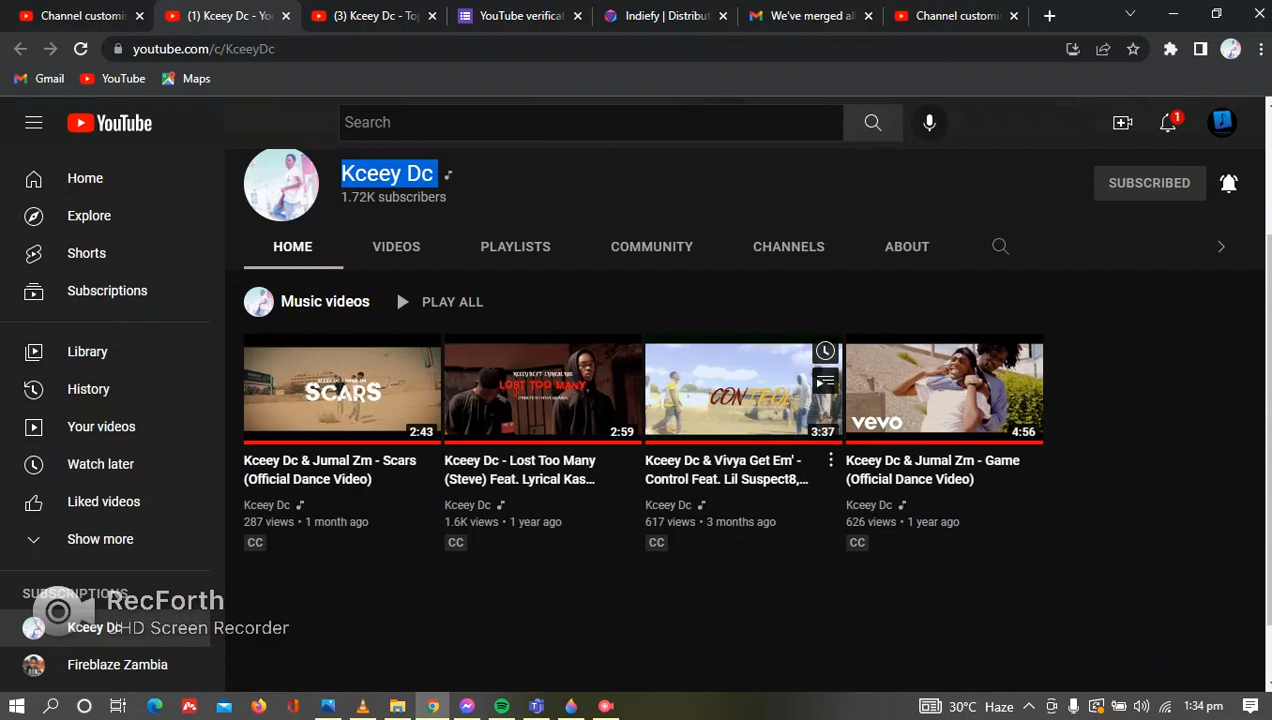 Channel customis
(1) Kceey Dc - Yo
(3) Kceey Dc - Top
YouTube verificat
Indiefy | Distribut
We've merged all
Channel customis
youtube.com/c/KceeyDc
Gmail
YouTube
Maps
YouTube
Search
1
Home
Explore
Shorts
Subscriptions
Library
History
Your videos
Watch later
Liked videos
Show more
SUBSCRIPTIONS
Kceey Dc
Fireblaze Zambia
RecForth
UHD Screen Recorder
Kceey Dc
1.72K subscribers
SUBSCRIBED
HOME VIDEOS PLAYLISTS COMMUNITY CHANNELS ABOUT
Music videos PLAY ALL
SCARS
2:43
Kceey Dc & Jumal Zm - Scars
(Official Dance Video)
Kceey Dc
287 views • 1 month ago
CC
LOST TOO MANY
2:59
Kceey Dc - Lost Too Many
(Steve) Feat. Lyrical Kas...
Kceey Dc
1.6K views • 1 year ago
CC
CONTROL
3:37
Kceey Dc & Vivya Get Em' -
Control Feat. Lil Suspect8,...
Kceey Dc
617 views • 3 months ago
CC
vevo
4:56
Kceey Dc & Jumal Zm - Game
(Official Dance Video)
Kceey Dc
626 views • 1 year ago
CC
30°C Haze
1:34 pm